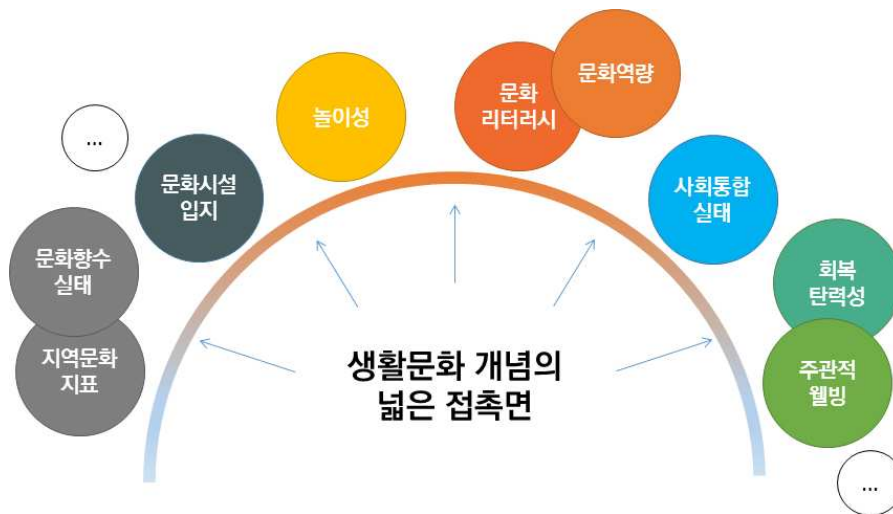 문화역량
문화
리터러시
놀이성
...
문화시설
입지
사회통합
실태
문화향수
실태
회복
탄력성
지역문화
지표
생활문화 개념의
넓은 접촉면
주관적
웰빙
...